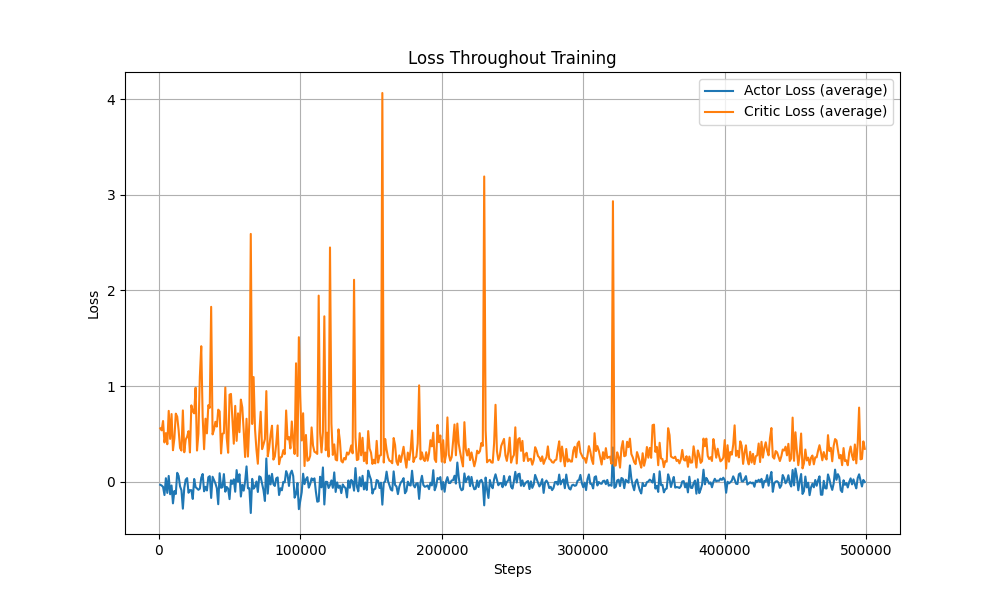 Loss Throughout Training
Actor Loss (average)
Critic Loss (average)
4
3
2
1
0
Loss
0 100000 200000 300000 400000 500000
Steps